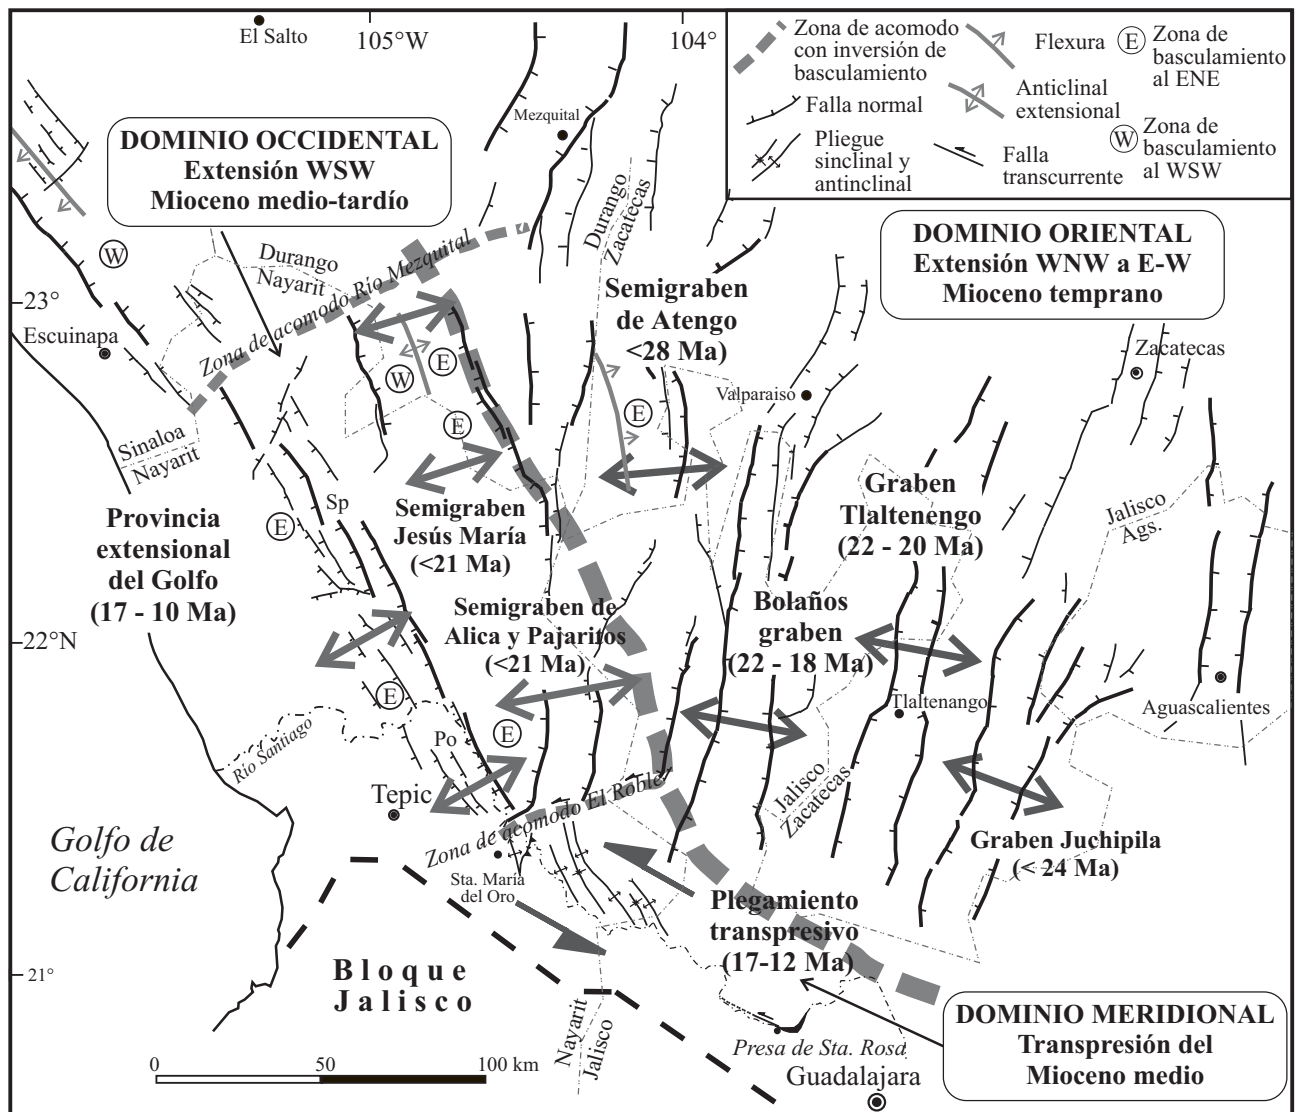 El Salto
105°W
104°
Zona de acomodo
con inversión de
basculamiento
Falla normal
Pliegue
sinclinal y
antinclinal
Flexura
Anticlinal
extensional
Falla
transcurrente
E
Zona de
basculamiento
al ENE
W
Zona de
basculamiento
al WSW
Mezquital
DOMINIO OCCIDENTAL
Extensión WSW
Mioceno medio-tardío
DOMINIO ORIENTAL
Extensión WNW a E-W
Mioceno temprano
Durango
Zacatecas
Durango
Nayarit
W
Zona de acomodo Río Mezquital
23°
Escuinapa
Semigraben
de Atengo
<28 Ma)
Zacatecas
Valparaiso
W
E
E
E
Sinaloa
Nayarit
Sp
E
Provincia
extensional
del Golfo
(17 - 10 Ma)
Semigraben
Jesús María
(<21 Ma)
Graben
Tlaltenengo
(22 - 20 Ma)
Jalisco
Ags.
Semigraben de
Alica y Pajaritos
(<21 Ma)
Bolaños
graben
(22 - 18 Ma)
22°N
E
E
Po
Río Santiago
Tlaltenango
Aguascalientes
Tepic
Zona de acomodo El Roble
Jalisco
Zacatecas
Golfo de
California
Sta. María
del Oro
Graben Juchipila
(< 24 Ma)
Plegamiento
transpresivo
(17-12 Ma)
21°
Bloque
Jalisco
DOMINIO MERIDIONAL
Transpresión del
Mioceno medio
Nayarit
Jalisco
Presa de Sta. Rosa
Guadalajara
0
50
100 km